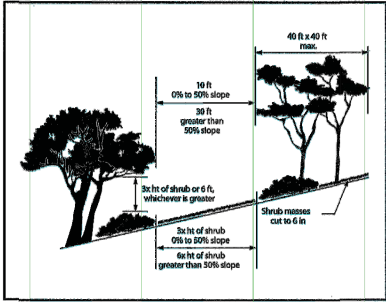 40 ft x 40 ft
max.
10 ft
0% to 50% slope
30 ft
greater than
50% slope
3x ht of shrub or 6 ft,
whichever is greater
Shrub masses
cut to 6 in
3x ht of shrub
0% to 50% slope
6x ht of shrub
greater than 50% slope